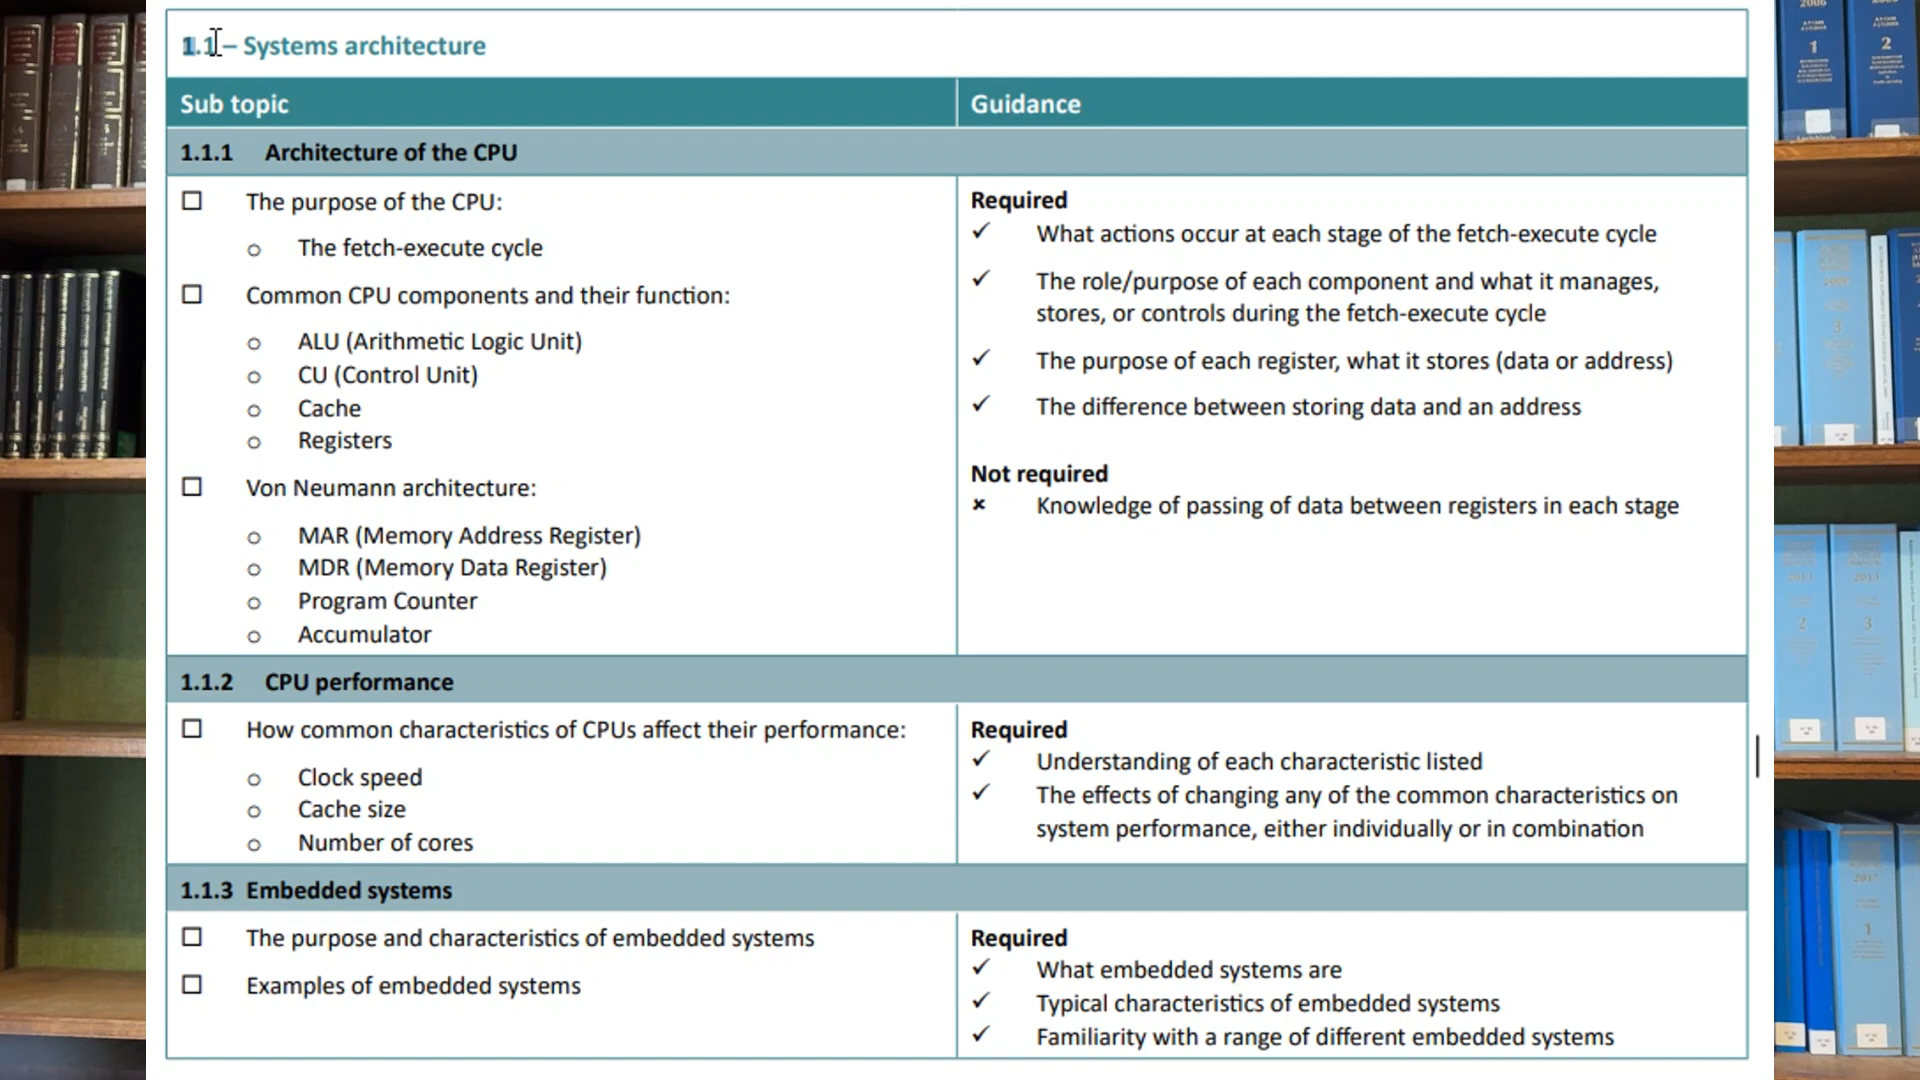 1.1 – Systems architecture
Sub topic
Guidance
1.1.1 Architecture of the CPU
The purpose of the CPU:
The fetch-execute cycle
Common CPU components and their function:
ALU (Arithmetic Logic Unit)
CU (Control Unit)
Cache
Registers
Von Neumann architecture:
MAR (Memory Address Register)
MDR (Memory Data Register)
Program Counter
Accumulator
Required
What actions occur at each stage of the fetch-execute cycle
The role/purpose of each component and what it manages,
stores, or controls during the fetch-execute cycle
The purpose of each register, what it stores (data or address)
The difference between storing data and an address
Not required
Knowledge of passing of data between registers in each stage
1.1.2 CPU performance
How common characteristics of CPUs affect their performance:
Clock speed
Cache size
Number of cores
Required
Understanding of each characteristic listed
The effects of changing any of the common characteristics on
system performance, either individually or in combination
1.1.3 Embedded systems
The purpose and characteristics of embedded systems
Examples of embedded systems
Required
What embedded systems are
Typical characteristics of embedded systems
Familiarity with a range of different embedded systems
2006
1
2
3
2
3
2017
1